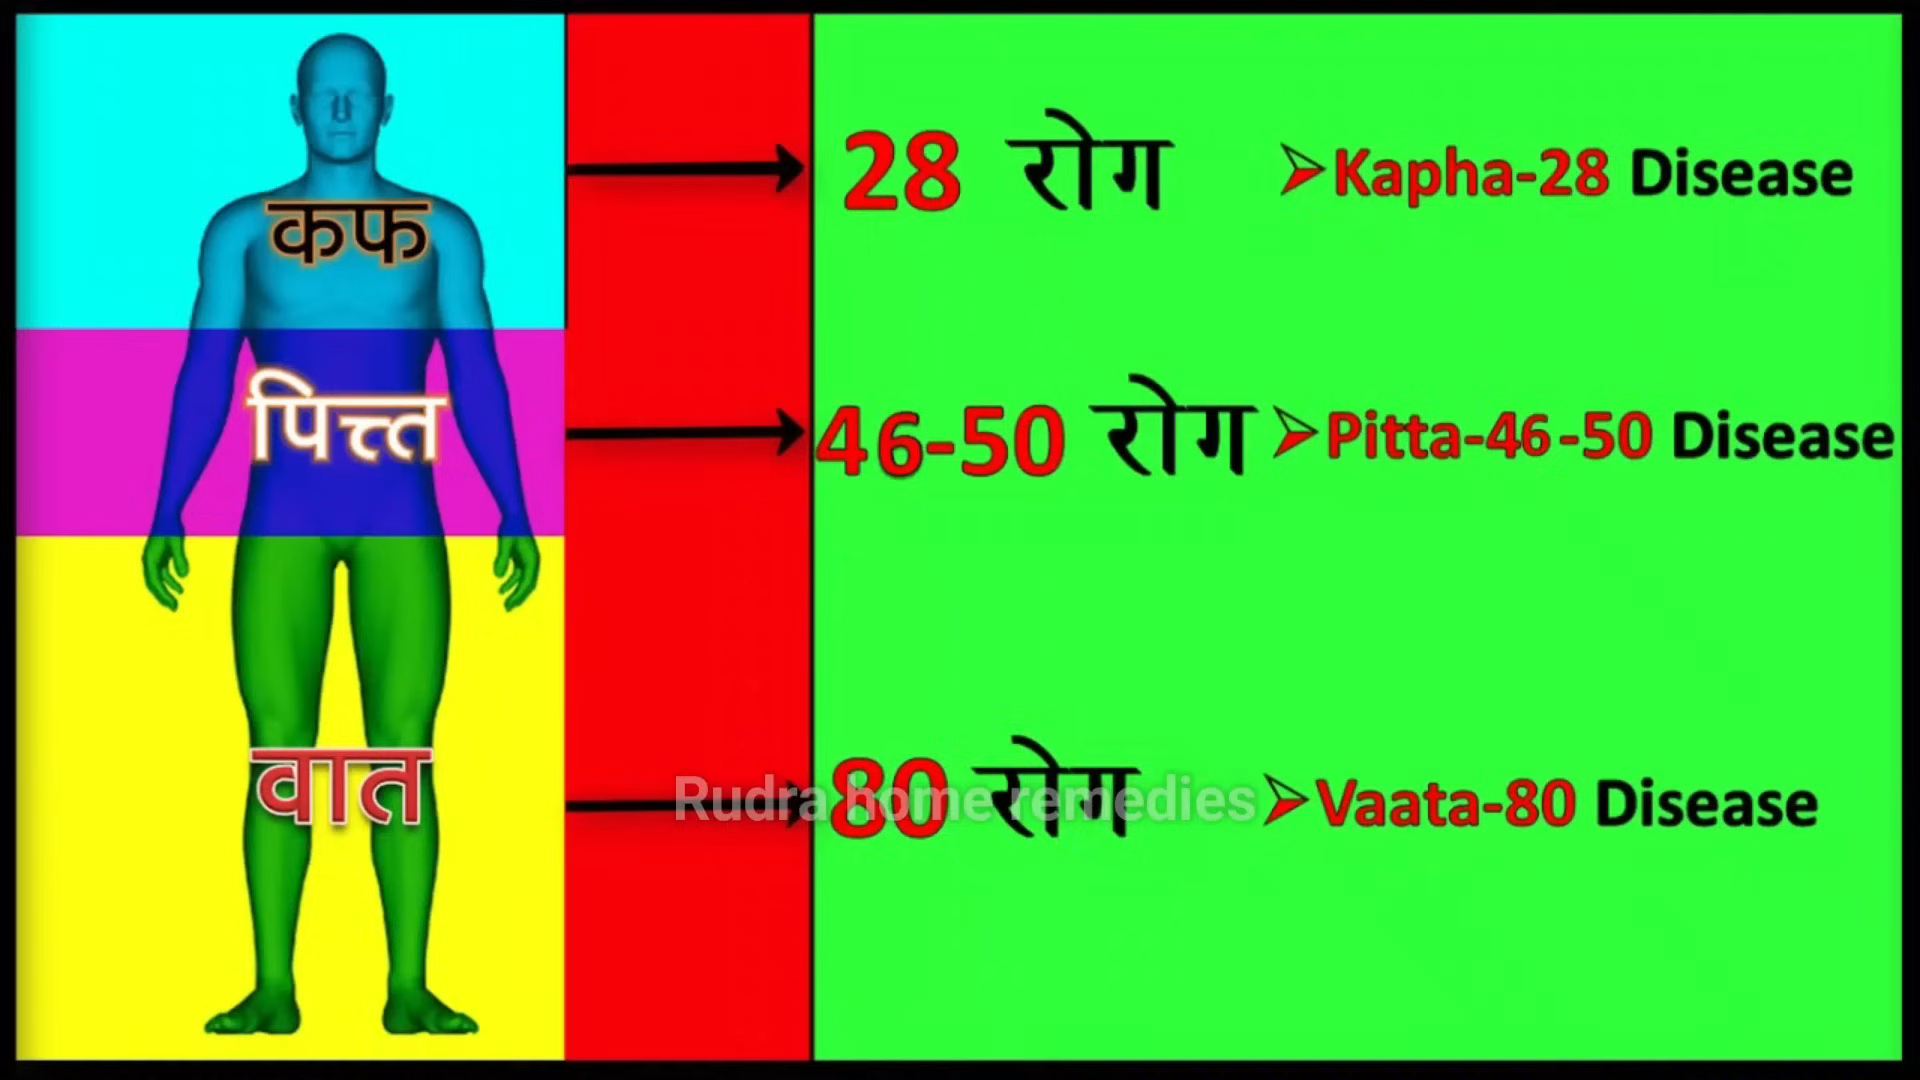 कफ
28 रोग ➢Kapha-28 Disease
पित्त
46-50 रोग ➢Pitta-46-50 Disease
वात
80 रोग ➢Vaata-80 Disease
Rudra home remedies